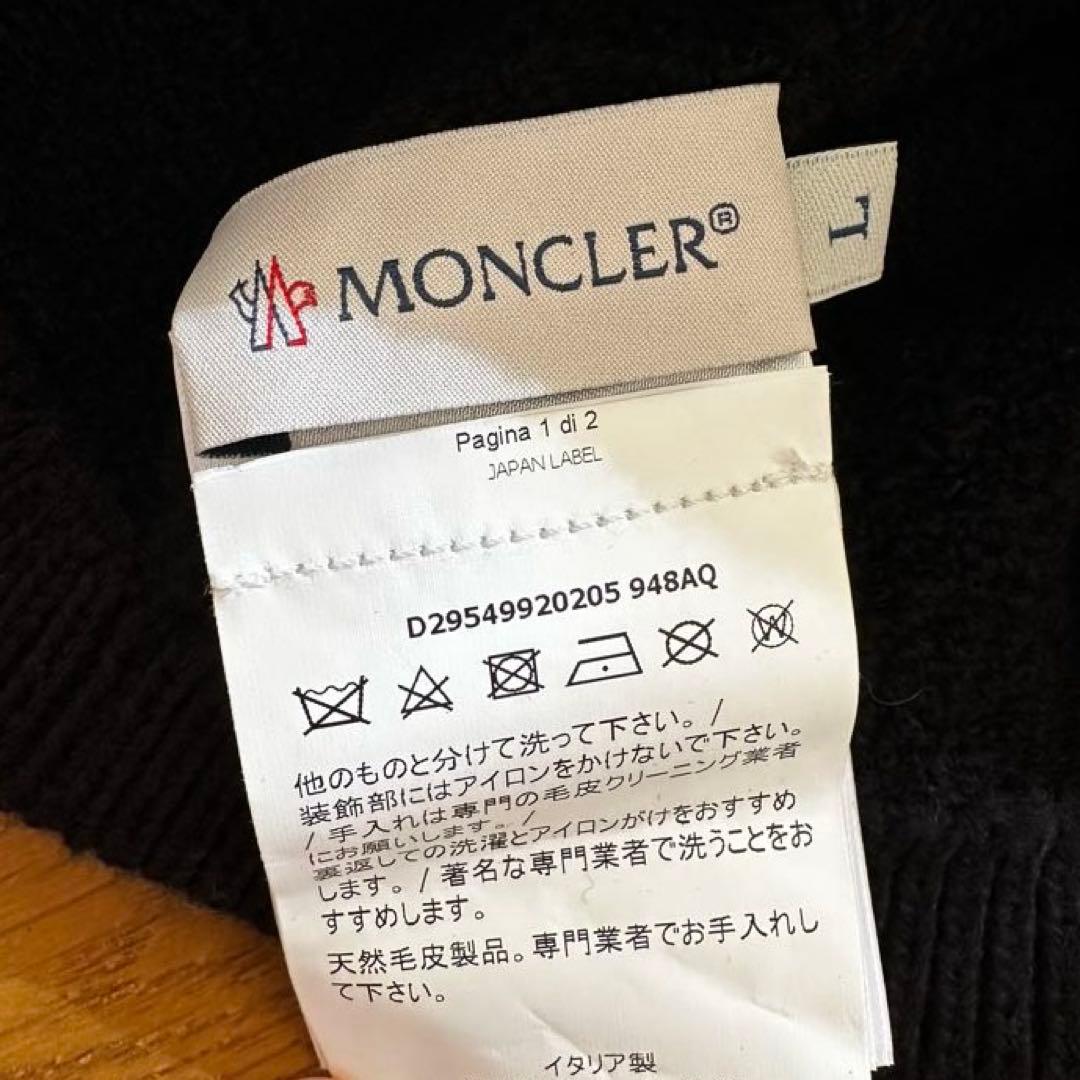 MONCLER®
L
Pagina 1 di 2
JAPAN LABEL
D29549920205 948AQ
W
他のものと分けて洗って下さい。/
装飾部にはアイロンをかけないで下さい。
/ 手入れは専門の毛皮クリーニング業者
にお願いします。/
裏返しての洗濯とアイロンがけをおすすめ
します。/ 著名な専門業者で洗うことをお
すすめします。
天然毛皮製品。専門業者でお手入れし
て下さい。
イタリア製